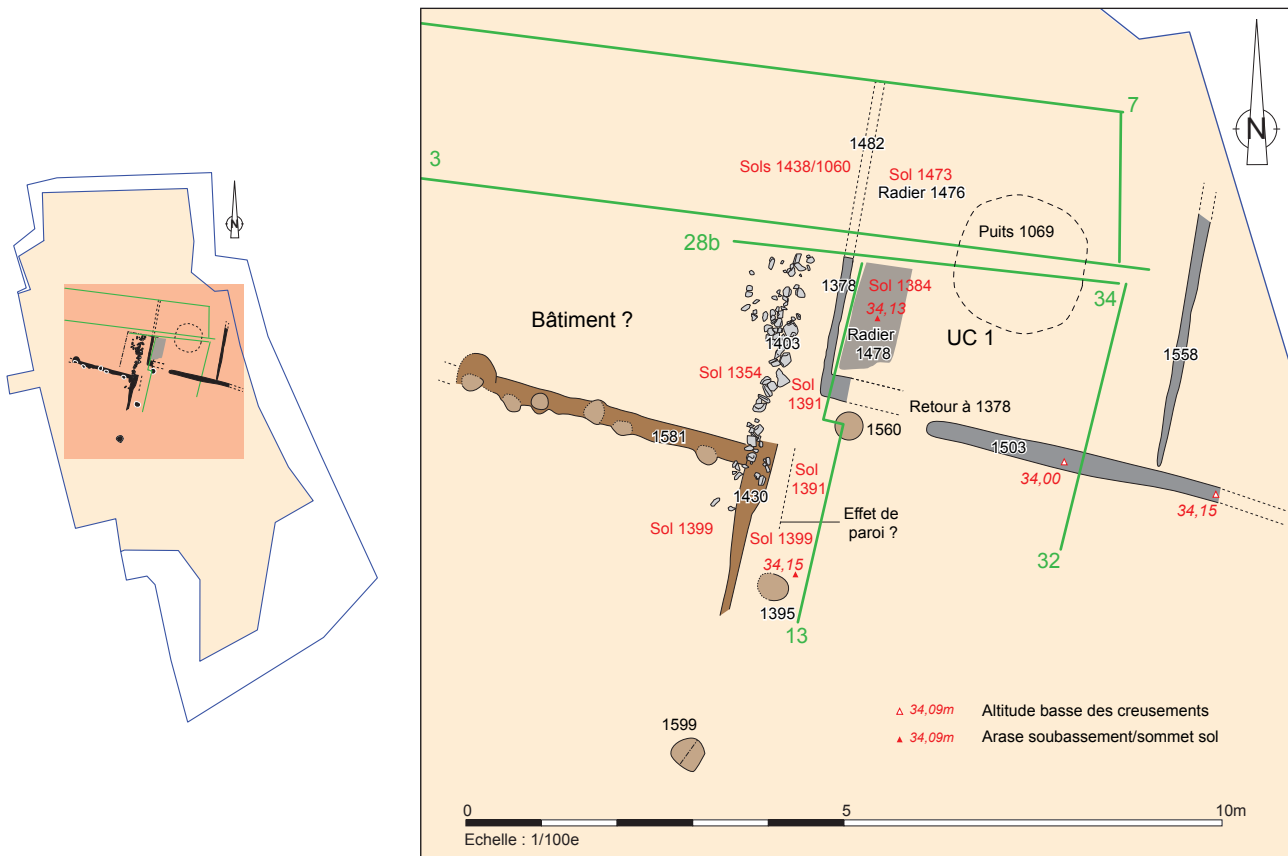 N
N
7
3
1482
Sols 1438/1060
Sol 1473
Radier 1476
Puits 1069
28b
1378
Sol 1384
34,13
34
Bâtiment ?
1403
Radier
1478
UC 1
1558
Sol 1354
Sol
1391
Retour à 1378
1560
1581
1503
34,00
Sol
1391
34,15
1430
Effet de
paroi ?
Sol 1399
Sol 1399
34,15
32
1395
13
34,09m Altitude basse des creusements
34,09m Arase soubassement/sommet sol
1599
0 5 10m
Echelle : 1/100e